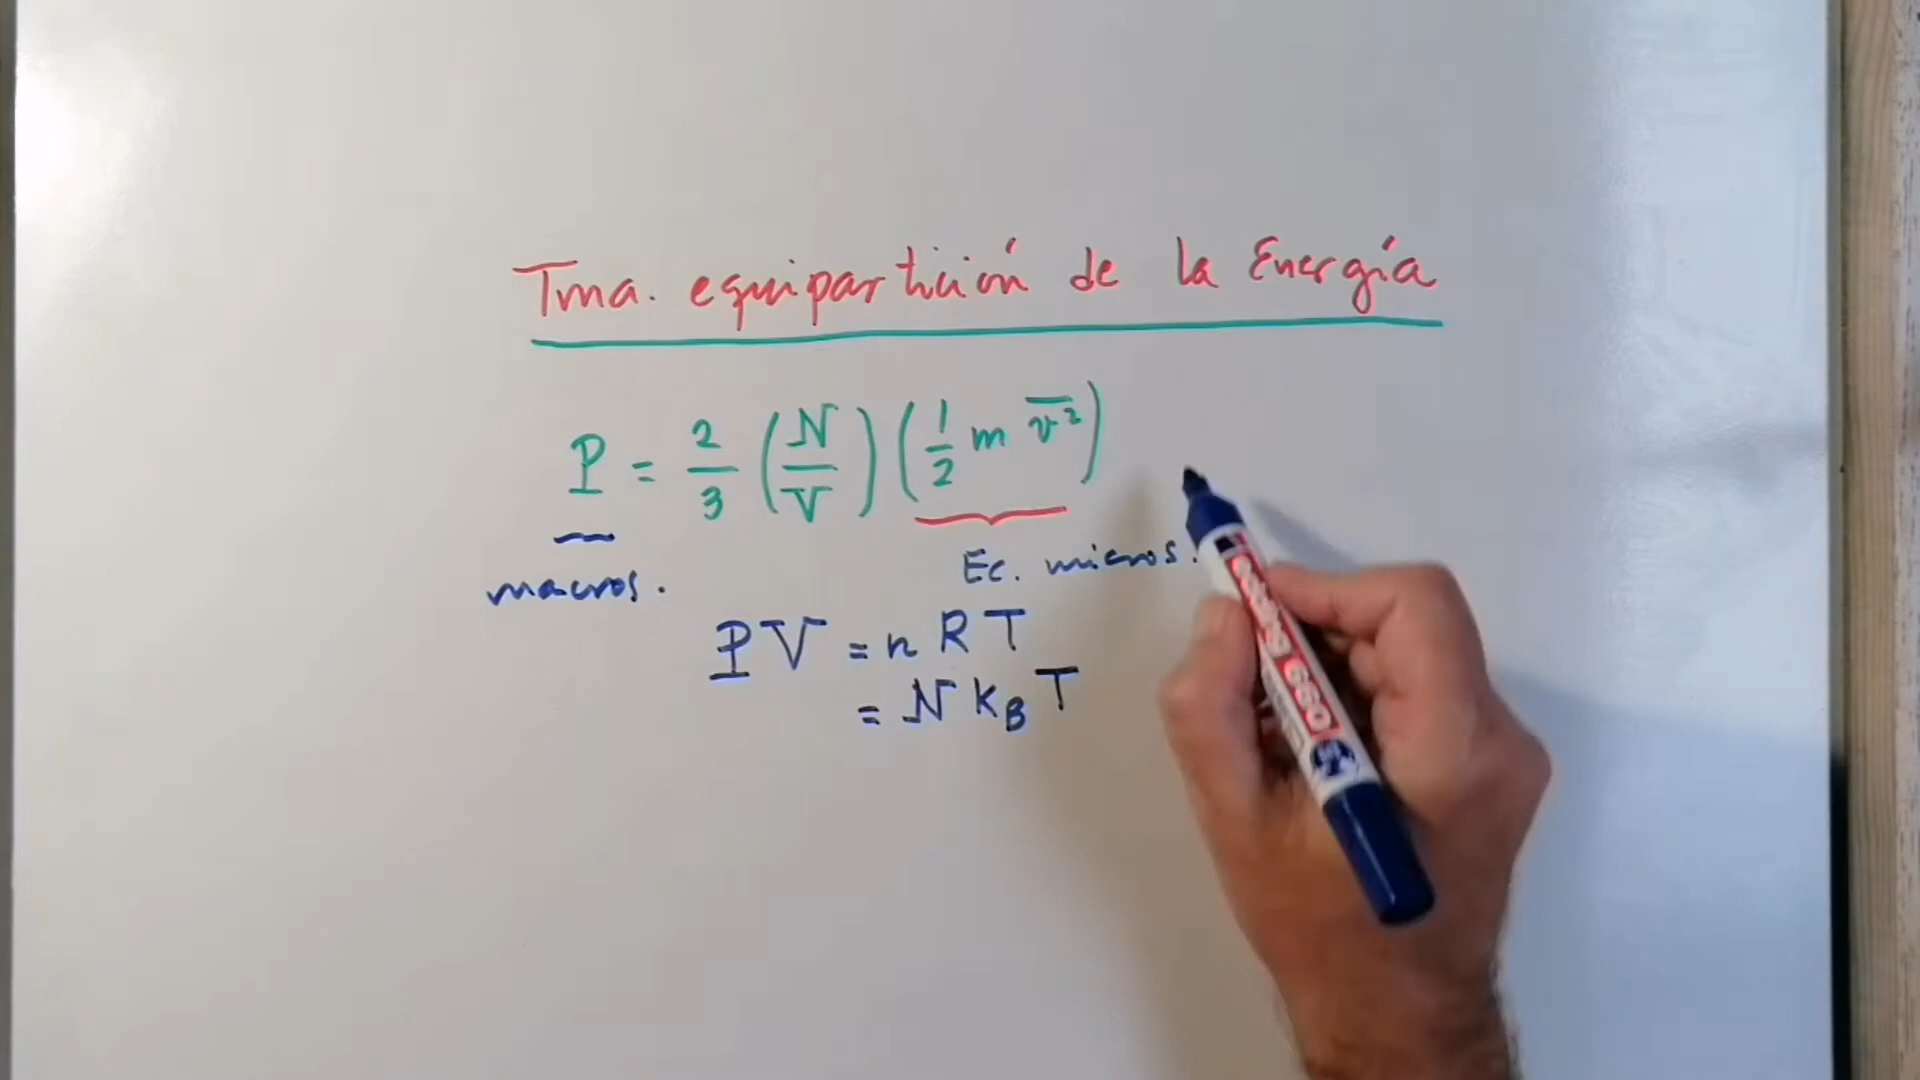 Tma. equipartición de la Energía
P = 2/3 (N/V) (1/2 m v̅²)
macros.
Ec. micros.
PV = n R T
= N K_B T
edding 660